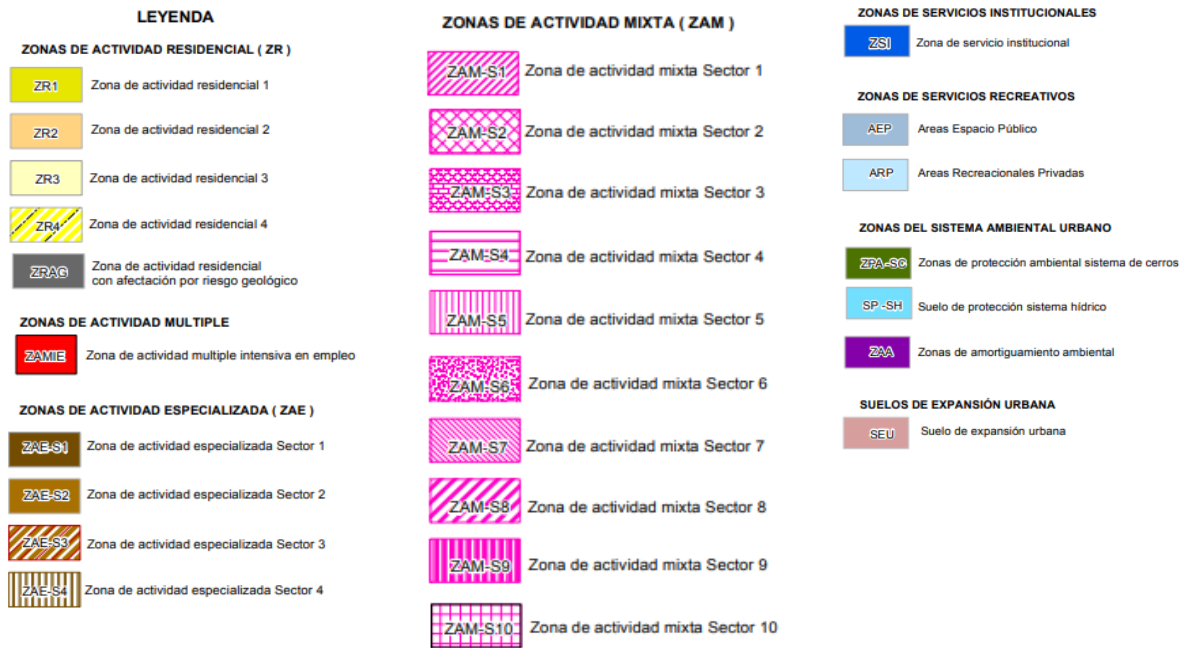 LEYENDA
ZONAS DE ACTIVIDAD RESIDENCIAL ( ZR )
ZR1 Zona de actividad residencial 1
ZR2 Zona de actividad residencial 2
ZR3 Zona de actividad residencial 3
ZR4 Zona de actividad residencial 4
ZRAG Zona de actividad residencial
con afectación por riesgo geológico
ZONAS DE ACTIVIDAD MULTIPLE
ZAMIE Zona de actividad multiple intensiva en empleo
ZONAS DE ACTIVIDAD ESPECIALIZADA ( ZAE )
ZAE-S1 Zona de actividad especializada Sector 1
ZAE-S2 Zona de actividad especializada Sector 2
ZAE-S3 Zona de actividad especializada Sector 3
ZAE-S4 Zona de actividad especializada Sector 4
ZONAS DE ACTIVIDAD MIXTA ( ZAM )
ZAM-S1 Zona de actividad mixta Sector 1
ZAM-S2 Zona de actividad mixta Sector 2
ZAM-S3 Zona de actividad mixta Sector 3
ZAM-S4 Zona de actividad mixta Sector 4
ZAM-S5 Zona de actividad mixta Sector 5
ZAM-S6 Zona de actividad mixta Sector 6
ZAM-S7 Zona de actividad mixta Sector 7
ZAM-S8 Zona de actividad mixta Sector 8
ZAM-S9 Zona de actividad mixta Sector 9
ZAM-S10 Zona de actividad mixta Sector 10
ZONAS DE SERVICIOS INSTITUCIONALES
ZSI Zona de servicio institucional
ZONAS DE SERVICIOS RECREATIVOS
AEP Areas Espacio Público
ARP Areas Recreacionales Privadas
ZONAS DEL SISTEMA AMBIENTAL URBANO
ZPA -SC Zonas de protección ambiental sistema de cerros
SP -SH Suelo de protección sistema hídrico
ZAA Zonas de amortiguamiento ambiental
SUELOS DE EXPANSIÓN URBANA
SEU Suelo de expansión urbana